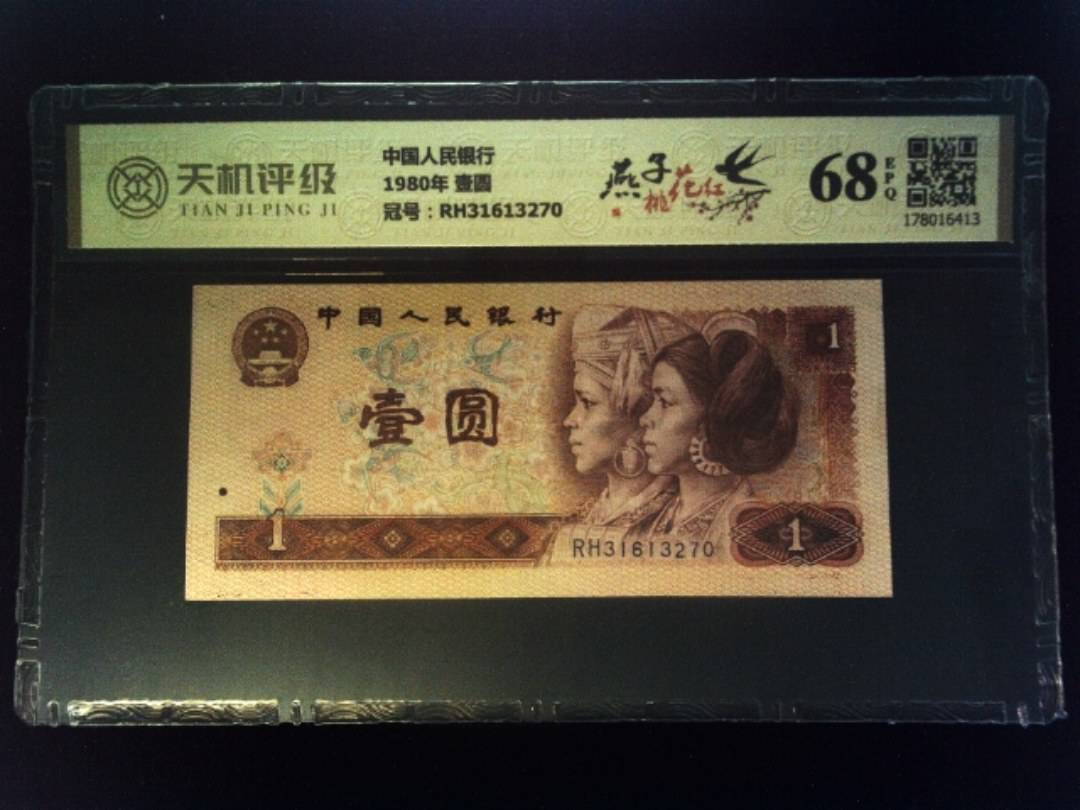 天机评级
TIAN JI PING JI
中国人民银行
1980年 壹圆
冠号：RH31613270
燕子
桃花红
68
EPQ
178016413
中国人民银行
壹圆
1
1
RH31613270
1